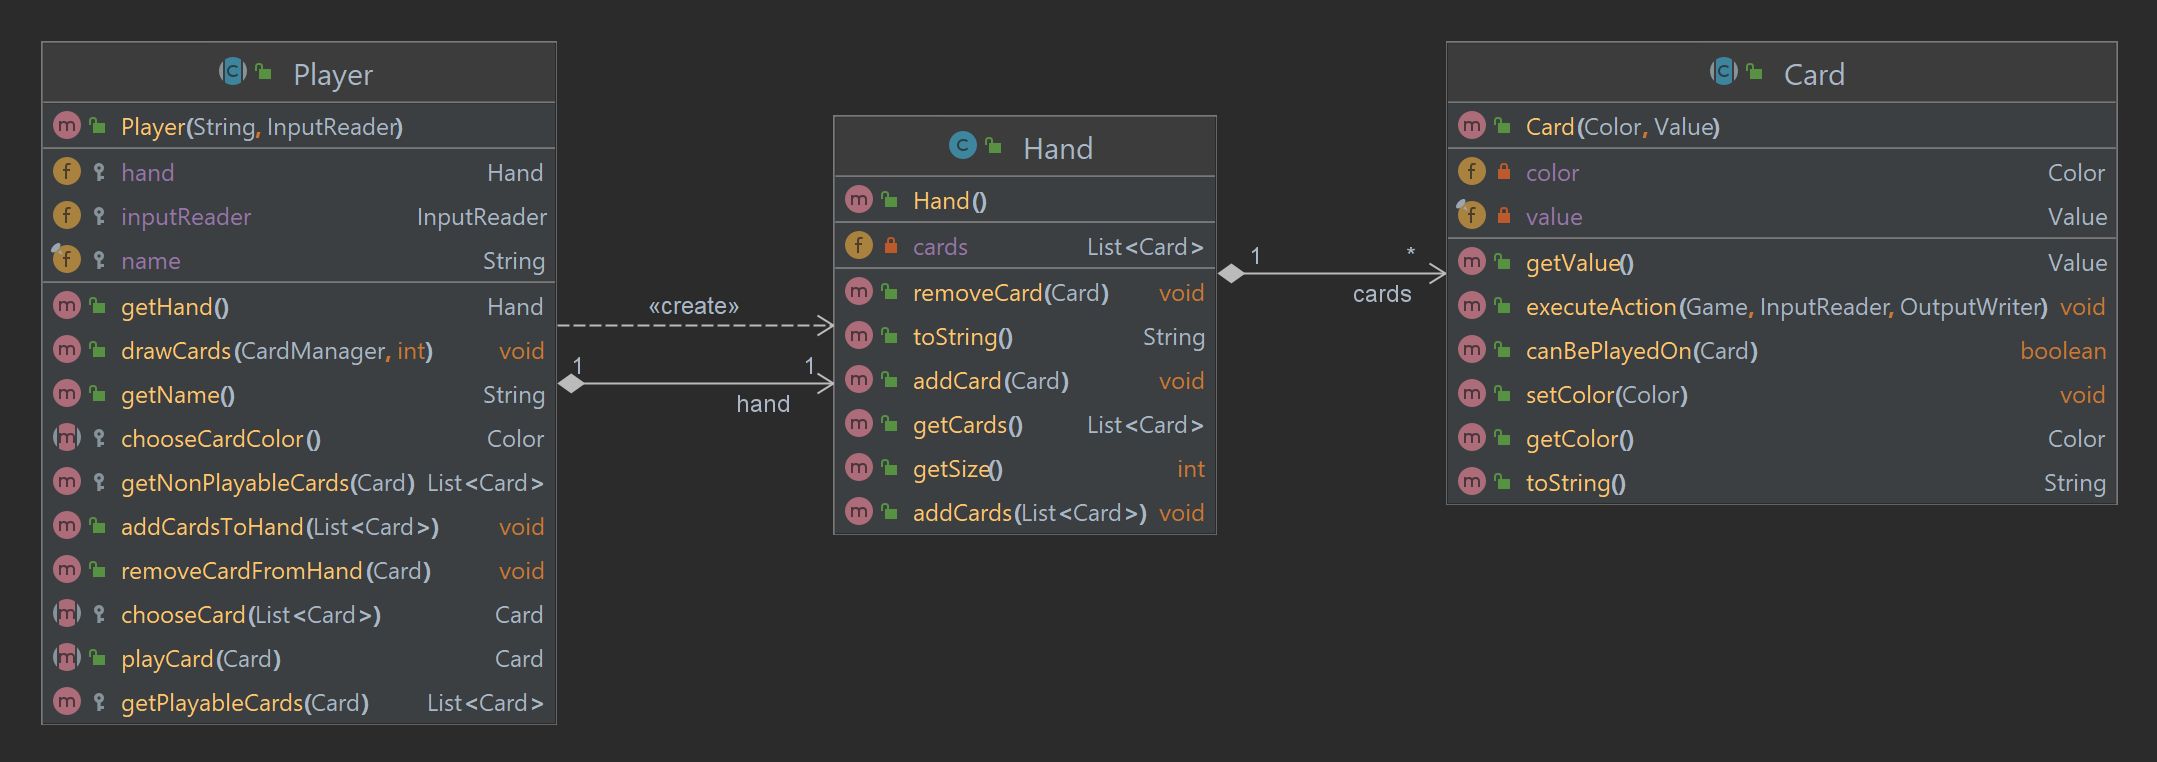 Player
Player(String, InputReader)
hand Hand
inputReader InputReader
name String
getHand() Hand
drawCards(CardManager, int) void
getName() String
chooseCardColor() Color
getNonPlayableCards(Card) List<Card>
addCardsToHand(List<Card>) void
removeCardFromHand(Card) void
chooseCard(List<Card>) Card
playCard(Card) Card
getPlayableCards(Card) List<Card>
«create»
1 1
hand
Hand
Hand()
cards List<Card>
removeCard(Card) void
toString() String
addCard(Card) void
getCards() List<Card>
getSize() int
addCards(List<Card>) void
1 *
cards
Card
Card(Color, Value)
color Color
value Value
getValue() Value
executeAction(Game, InputReader, OutputWriter) void
canBePlayedOn(Card) boolean
setColor(Color) void
getColor() Color
toString() String